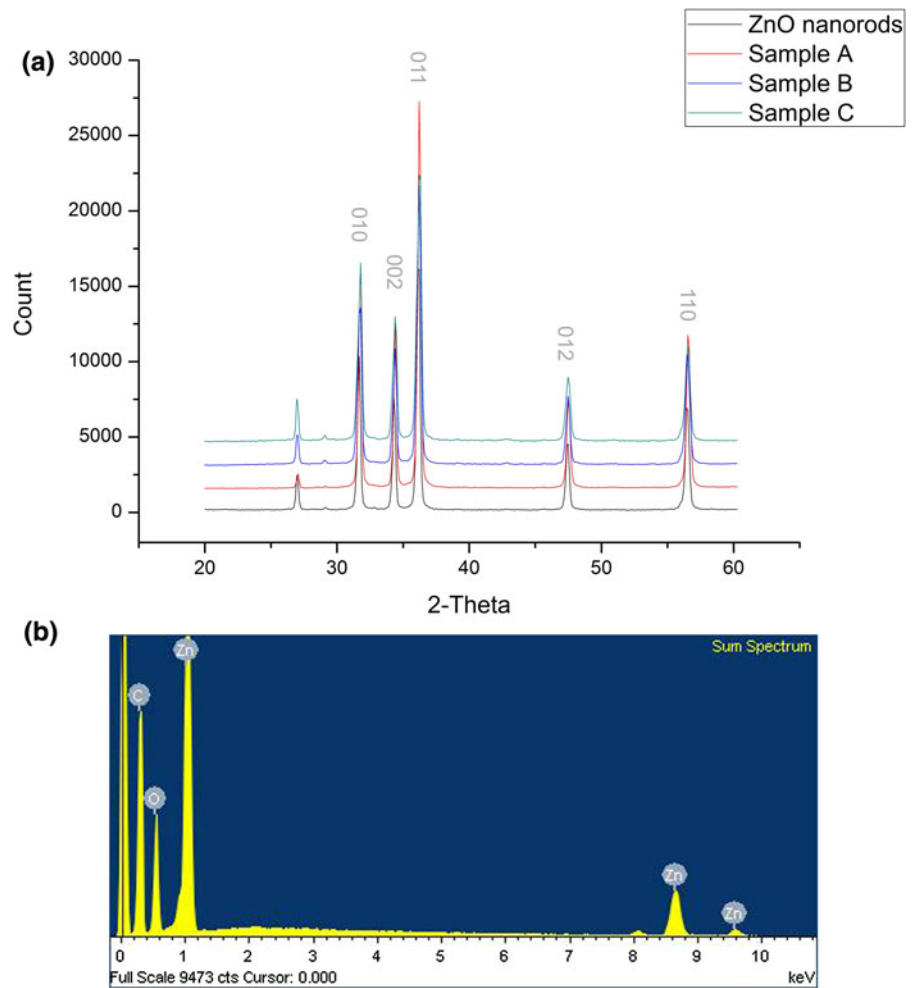 (a)
ZnO nanorods
Sample A
Sample B
Sample C
30000
25000
20000
15000
10000
5000
0
Count
010
002
011
012
110
20 30 40 50 60
2-Theta
(b)
Sum Spectrum
C
O
Zn
Zn
Zn
0 1 2 3 4 5 6 7 8 9 10
Full Scale 9473 cts Cursor: 0.000 keV